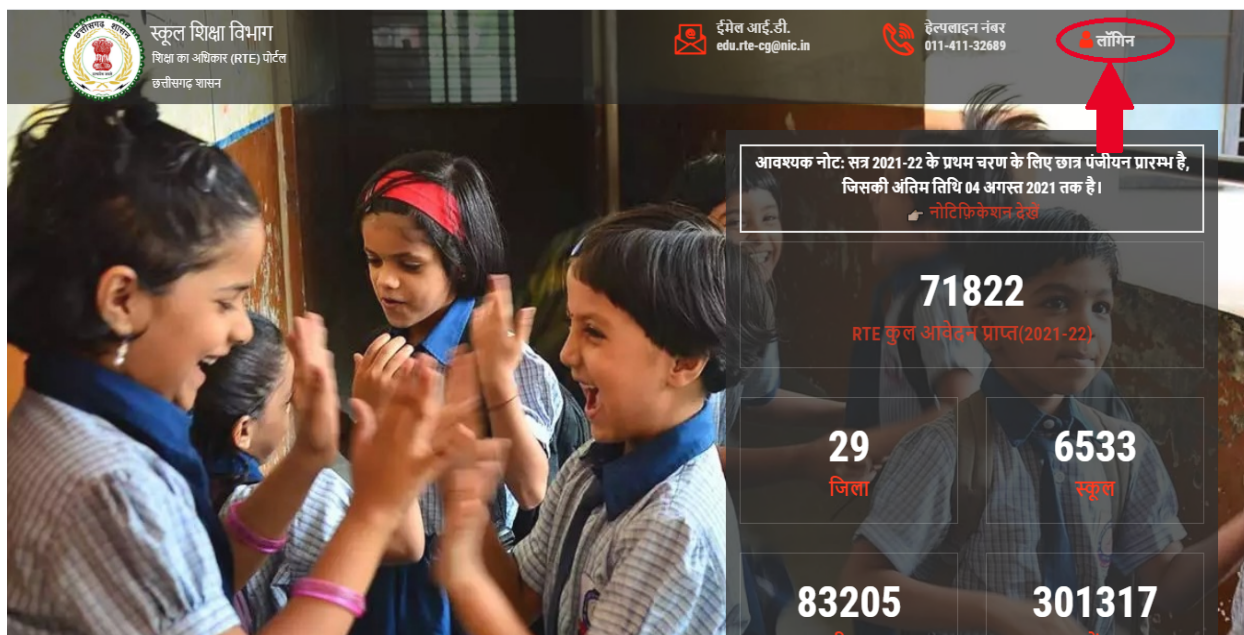 स्कूल शिक्षा विभाग
शिक्षा का अधिकार (RTE) पोर्टल
छत्तीसगढ़ शासन
ईमेल आई.डी.
edu.rte-cg@nic.in
हेल्पलाइन नंबर
011-411-32689
लॉगिन
आवश्यक नोट: सत्र 2021-22 के प्रथम चरण के लिए छात्र पंजीयन प्रारम्भ है,
जिसकी अंतिम तिथि 04 अगस्त 2021 तक है।
नोटिफिकेशन देखें
71822
RTE कुल आवेदन प्राप्त(2021-22)
29
जिला
6533
स्कूल
83205
301317